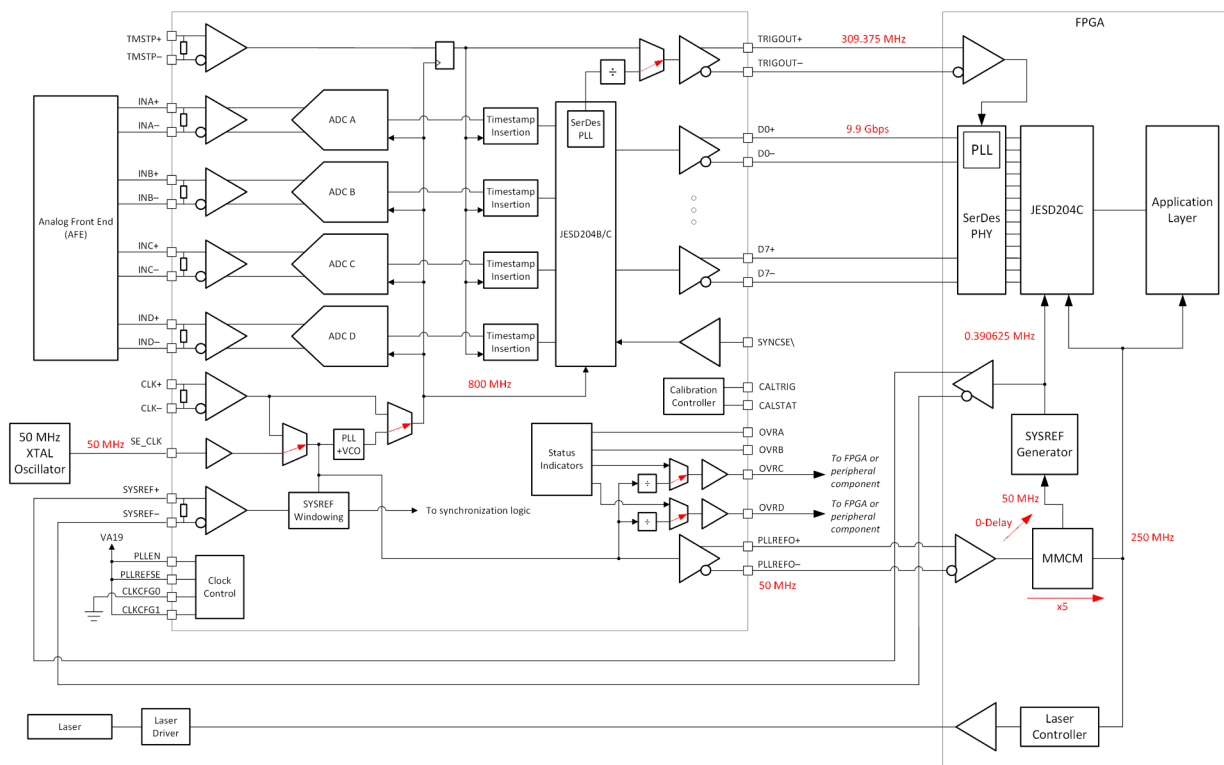 FPGA
TMSTP+
TMSTP–
TRIGOUT+
309.375 MHz
TRIGOUT–
÷
Analog Front End
(AFE)
INA+
INA–
ADC A
Timestamp
Insertion
SerDes
PLL
D0+
9.9 Gbps
D0–
PLL
INB+
INB–
ADC B
Timestamp
Insertion
JESD204B/C
SerDes
PHY
JESD204C
Application
Layer
INC+
INC–
ADC C
Timestamp
Insertion
D7+
D7–
IND+
IND–
ADC D
Timestamp
Insertion
SYNCSE\
0.390625 MHz
CLK+
CLK–
800 MHz
Calibration
Controller
CALTRIG
CALSTAT
50 MHz
XTAL
Oscillator
50 MHz
SE_CLK
PLL
+VCO
Status
Indicators
OVRA
OVRB
OVRC
OVRD
÷
÷
To FPGA or
peripheral
component
To FPGA or
peripheral
component
SYSREF
Generator
SYSREF+
SYSREF–
SYSREF
Windowing
To synchronization logic
50 MHz
0-Delay
MMCM
250 MHz
x5
PLLREFO+
PLLREFO–
50 MHz
VA19
PLLEN
PLLREFSE
CLKCFG0
CLKCFG1
Clock
Control
Laser
Laser
Driver
Laser
Controller